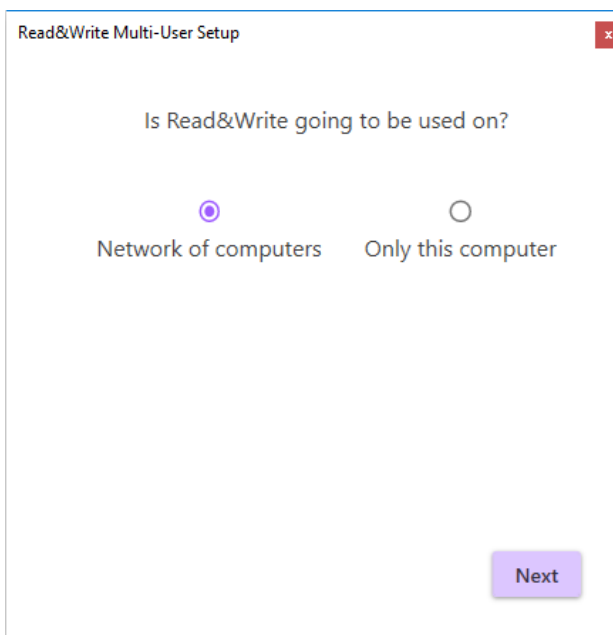 Read&Write Multi-User Setup
x
Is Read&Write going to be used on?
Network of computers
Only this computer
Next